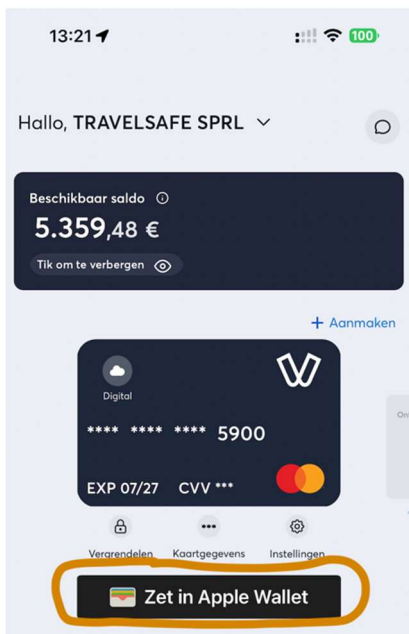 13:21
100
Hallo, TRAVELSAFE SPRL
Beschikbaar saldo
5.359,48 €
Tik om te verbergen
+ Aanmaken
Digital
On
**** **** **** 5900
EXP 07/27 CVV ***
Vergrendelen Kaartgegevens Instellingen
Zet in Apple Wallet